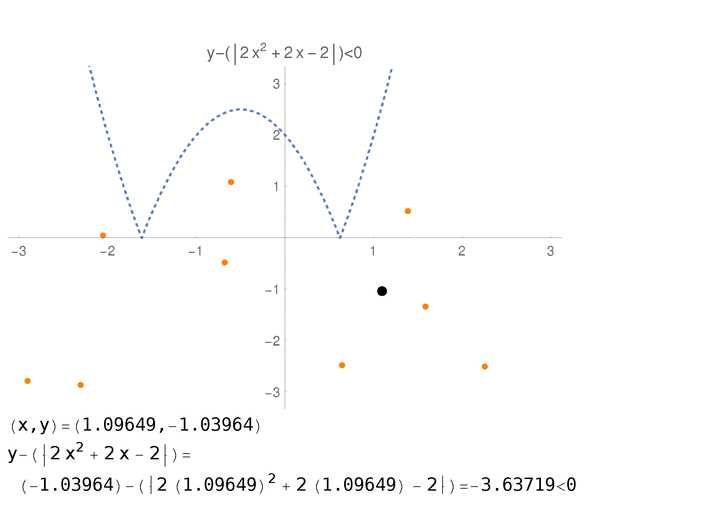 y−(|2x²+2x−2|)<0
3
2
1
−3 −2 −1 1 2 3
−1
−2
−3
(x,y)=(1.09649,−1.03964)
y−(|2x²+2x−2|)=
(−1.03964)−(|2 (1.09649)²+2 (1.09649) −2|)=−3.63719<0